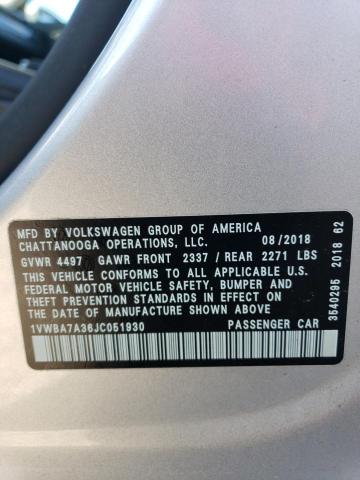 MFD BY VOLKSWAGEN GROUP OF AMERICA
CHATTANOOGA OPERATIONS, LLC. 08/2018
GVWR 4497 GAWR FRONT 2337 / REAR 2271 LBS
THIS VEHICLE CONFORMS TO ALL APPLICABLE U.S.
FEDERAL MOTOR VEHICLE SAFETY, BUMPER AND
THEFT PREVENTION STANDARDS IN EFFECT ON THE
DATE OF MANUFACTURE SHOWN ABOVE
1VWBA7A36JC051930 PASSENGER CAR
3540295 2018 62